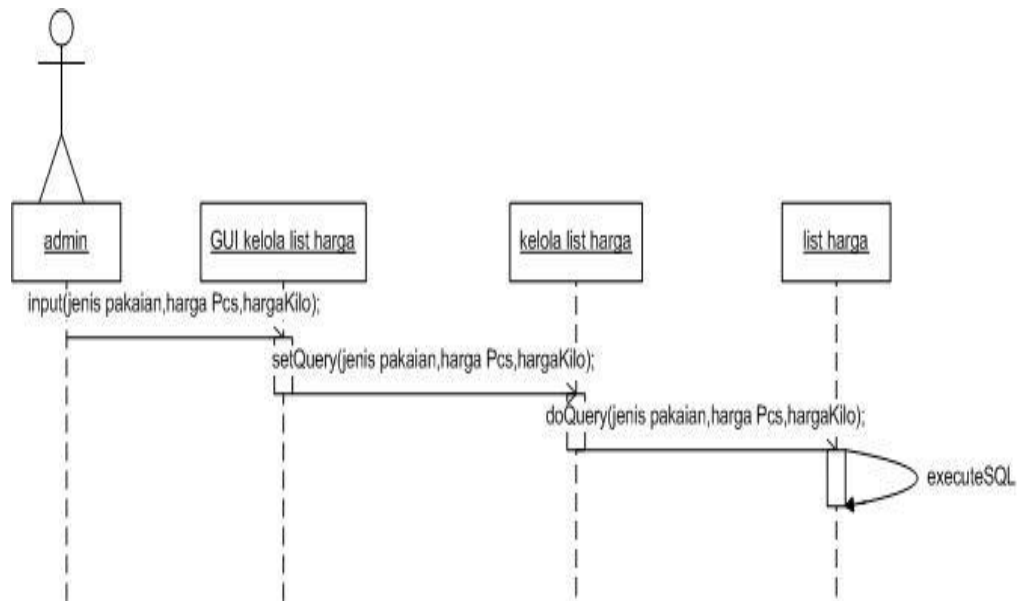 admin
GUI kelola list harga
kelola list harga
list harga
input(jenis pakaian,harga Pcs,hargaKilo);
setQuery(jenis pakaian,harga Pcs,hargaKilo);
doQuery(jenis pakaian,harga Pcs,hargaKilo);
executeSQL